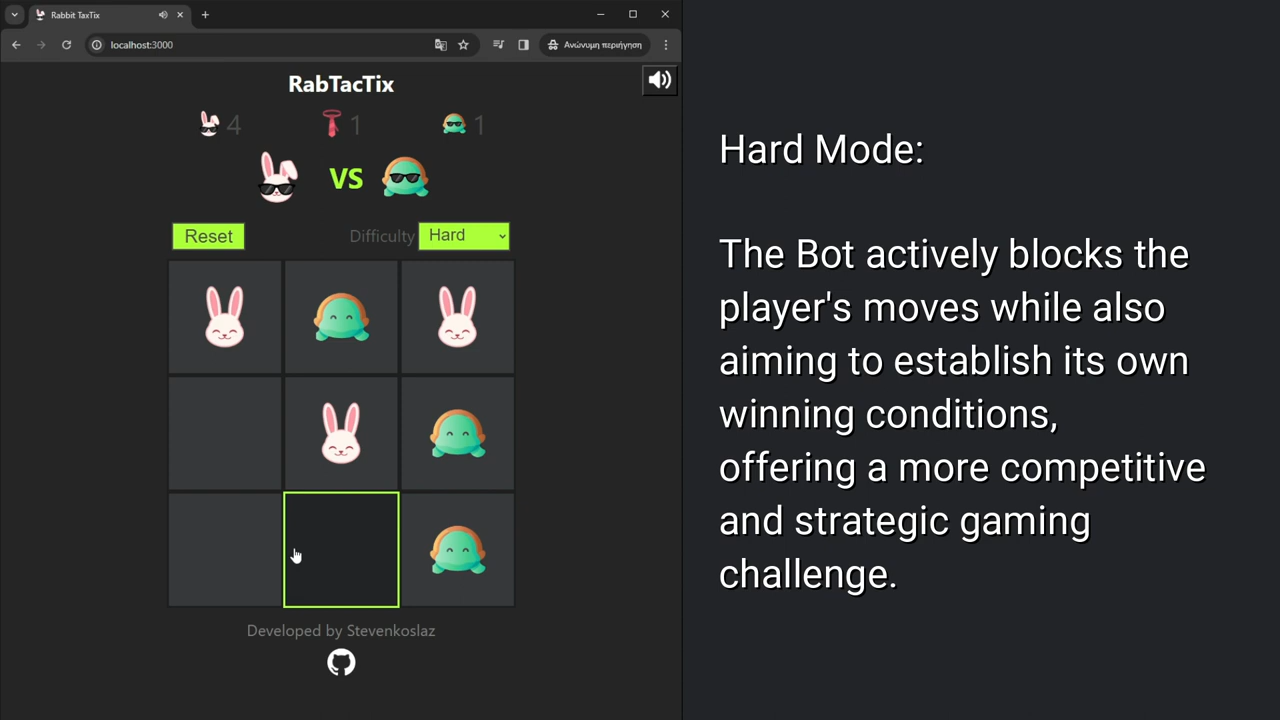 Rabbit TaxTix
localhost:3000
Ανώνυμη περιήγηση
RabTacTix
4
1
1
VS
Reset
Difficulty Hard
Developed by Stevenkoslaz
Hard Mode:
The Bot actively blocks the
player's moves while also
aiming to establish its own
winning conditions,
offering a more competitive
and strategic gaming
challenge.